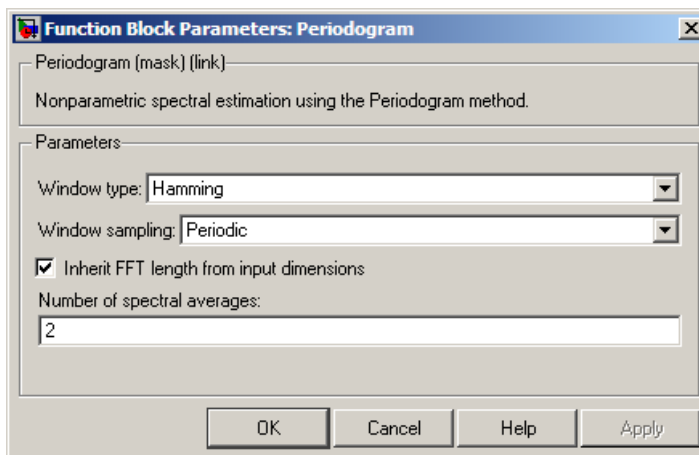 Function Block Parameters: Periodogram
Periodogram (mask) (link)
Nonparametric spectral estimation using the Periodogram method.
Parameters
Window type: Hamming
Window sampling: Periodic
Inherit FFT length from input dimensions
Number of spectral averages:
2
OK Cancel Help Apply